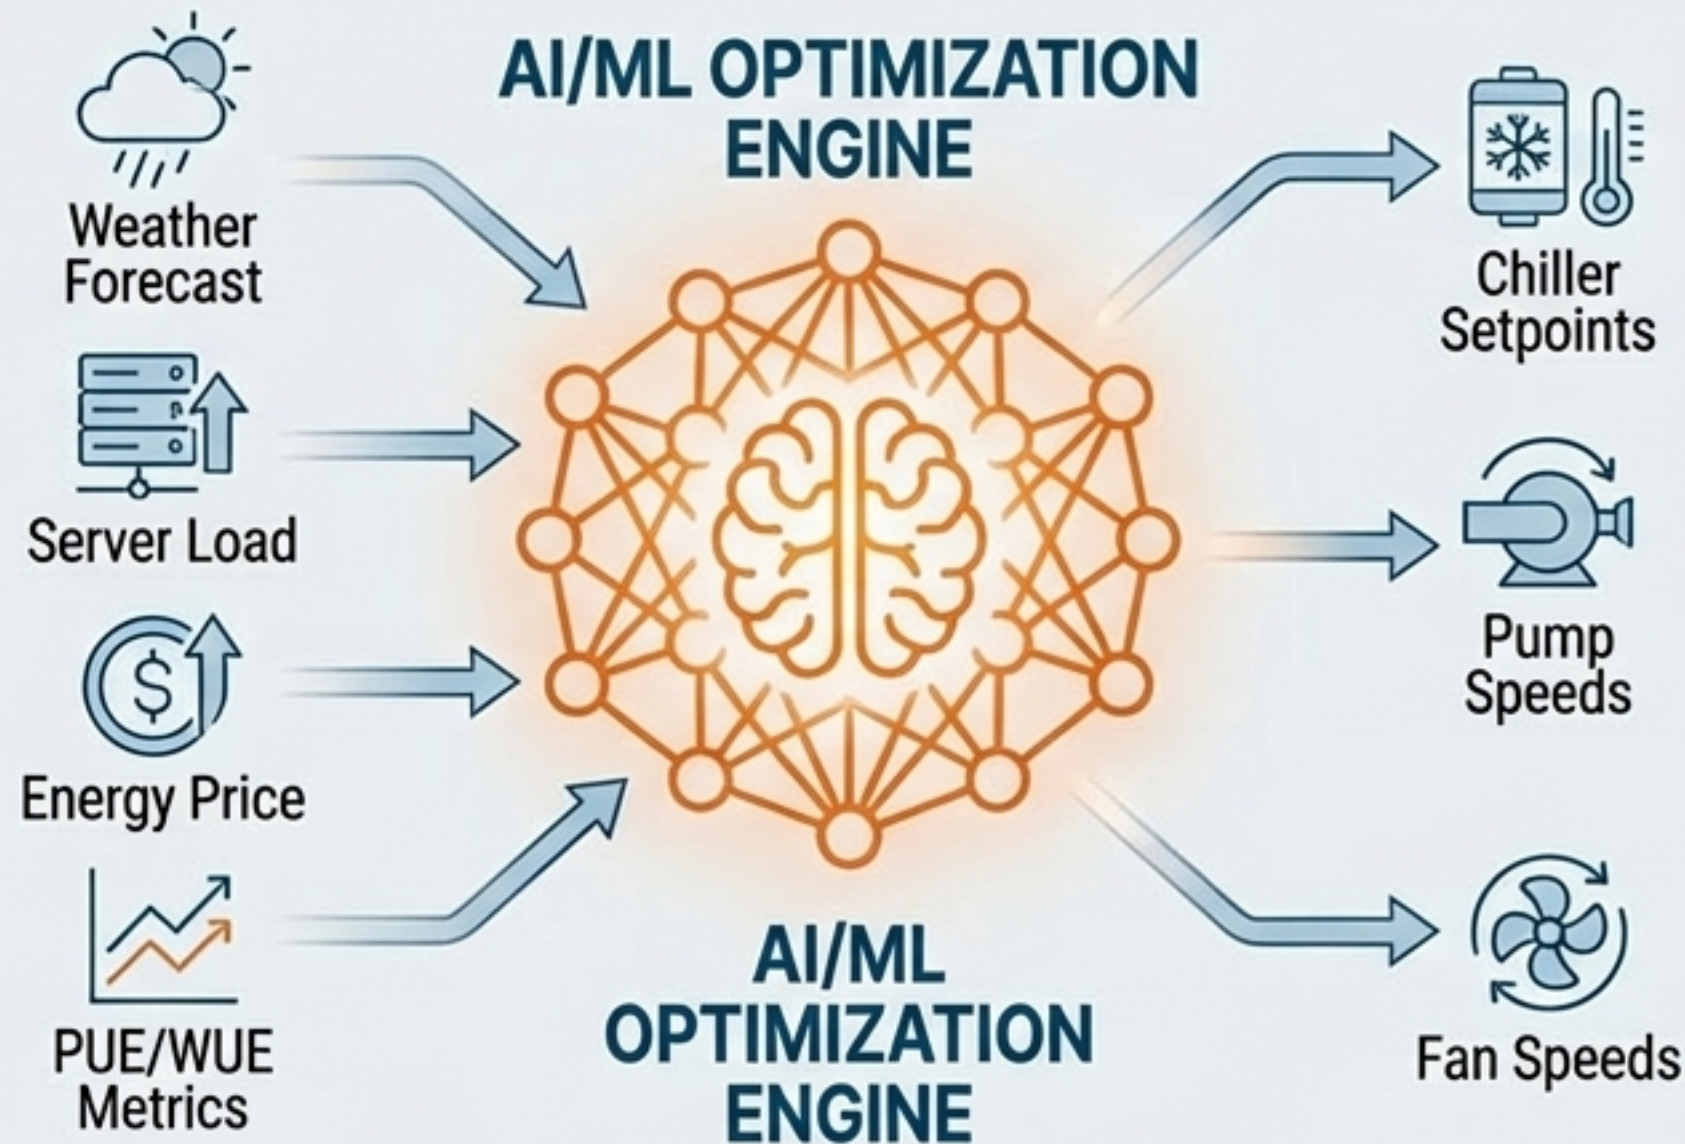 AI/ML OPTIMIZATION
ENGINE
Weather
Forecast
Server Load
$
Energy Price
PUE/WUE
Metrics
Chiller
Setpoints
Pump
Speeds
Fan Speeds
AI/ML
OPTIMIZATION
ENGINE